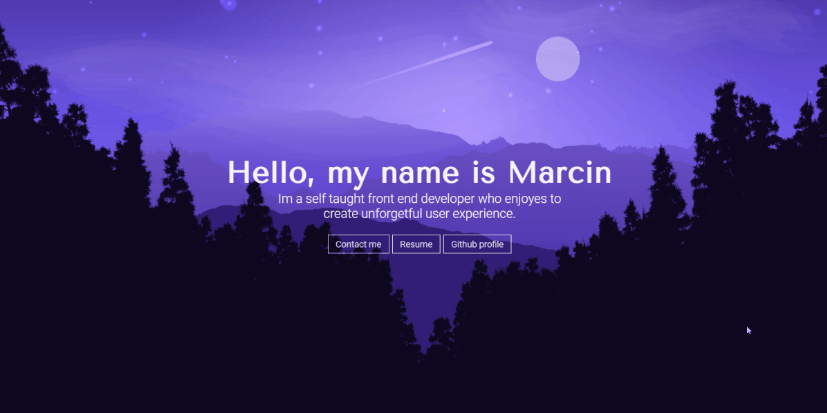 Hello, my name is Marcin
Im a self taught front end developer who enjoyes to
create unforgetful user experience.
Contact me Resume Github profile